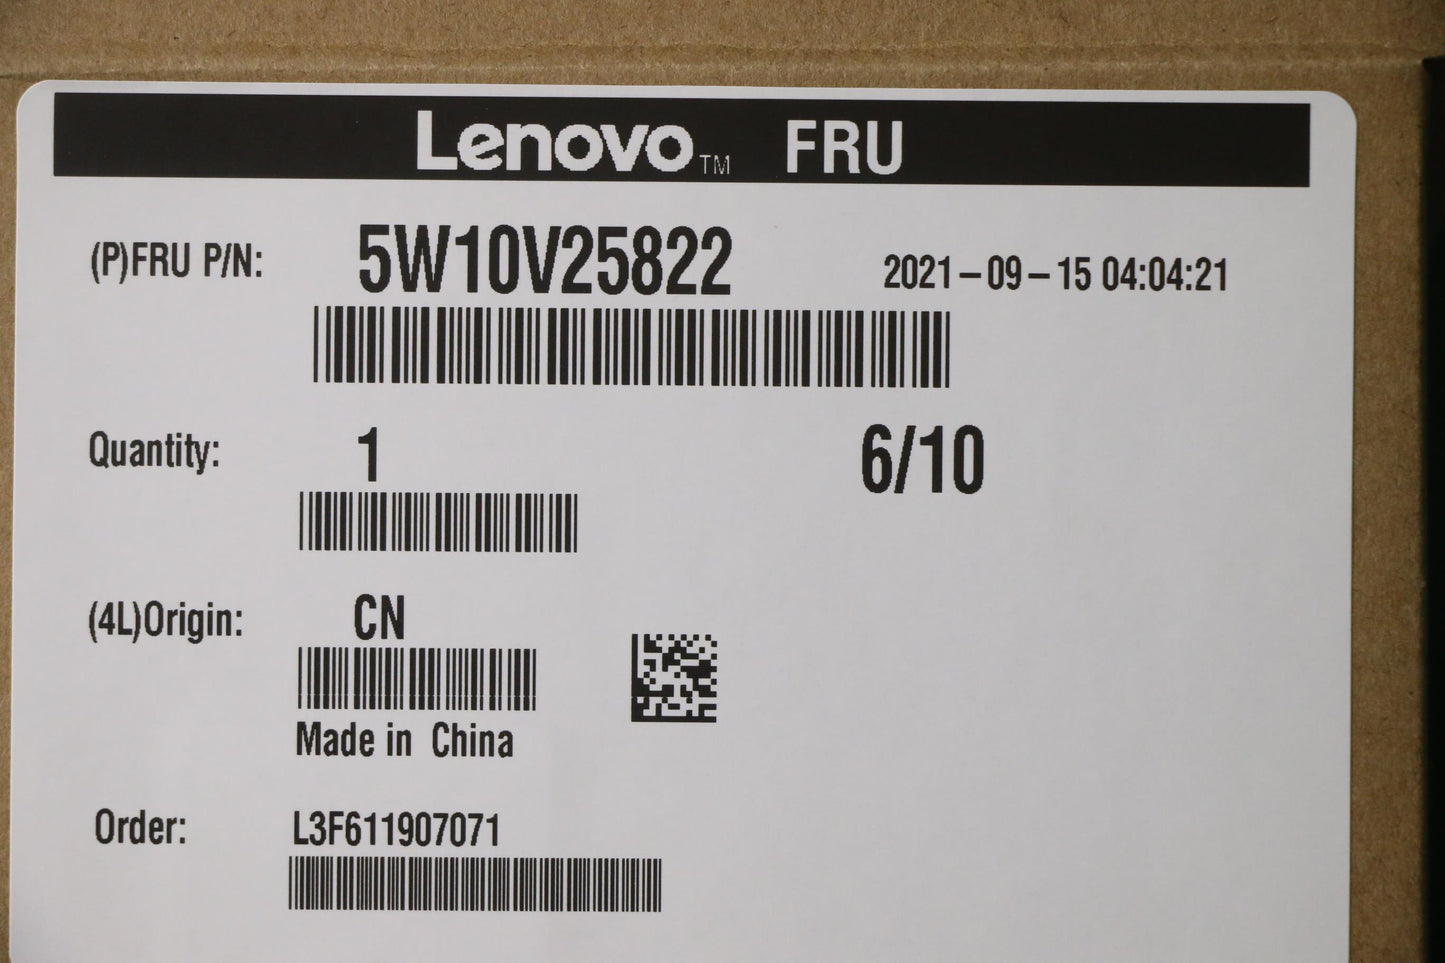 Lenovo™ FRU
(P)FRU P/N: 5W10V25822 2021-09-15 04:04:21
Quantity: 1 6/10
(4L)Origin: CN
Made in China
Order: L3F611907071